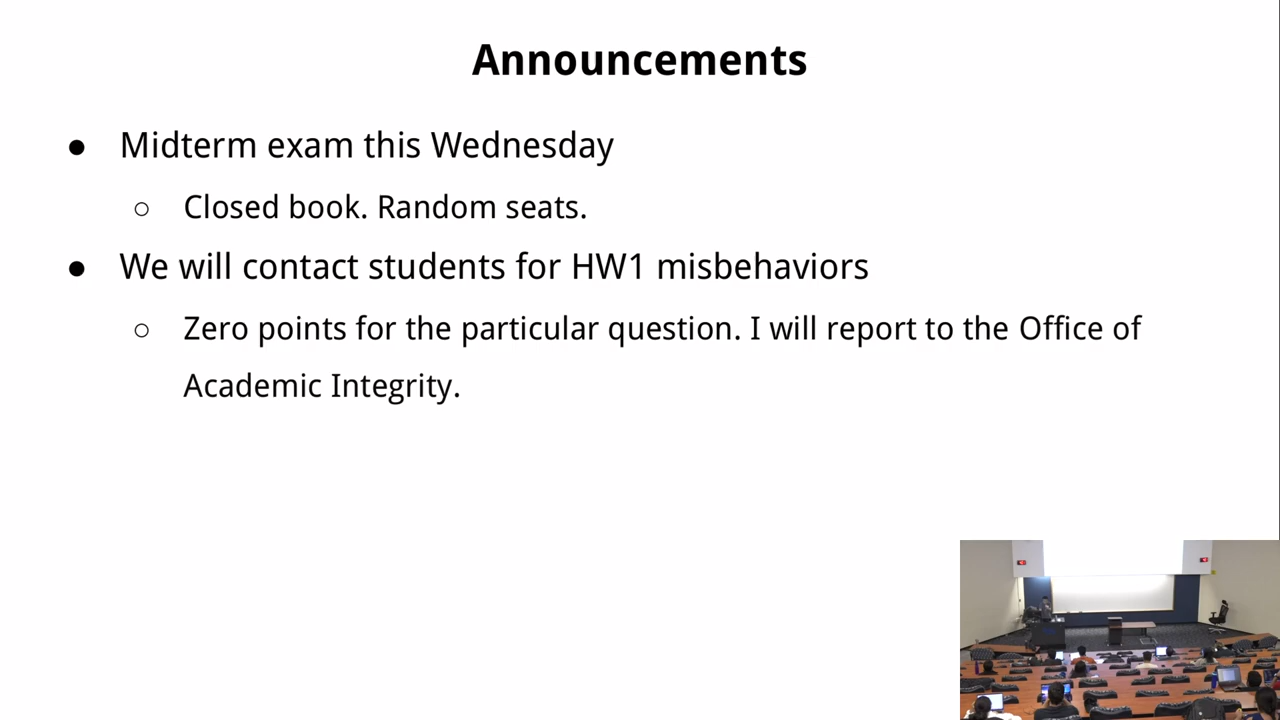 Announcements
● Midterm exam this Wednesday
○ Closed book. Random seats.
● We will contact students for HW1 misbehaviors
○ Zero points for the particular question. I will report to the Office of
Academic Integrity.